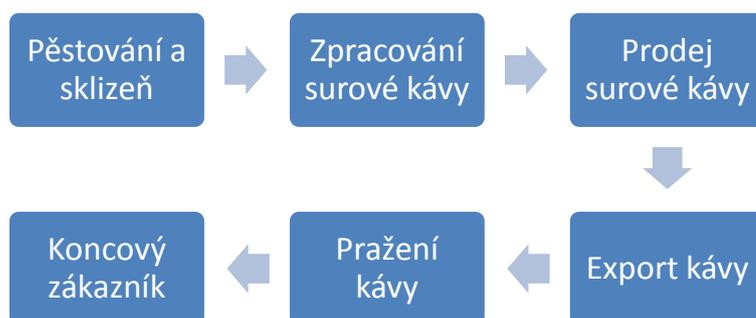 Pěstování a
sklizeň
Zpracování
surové kávy
Prodej
surové kávy
Export kávy
Pražení
kávy
Koncový
zákazník